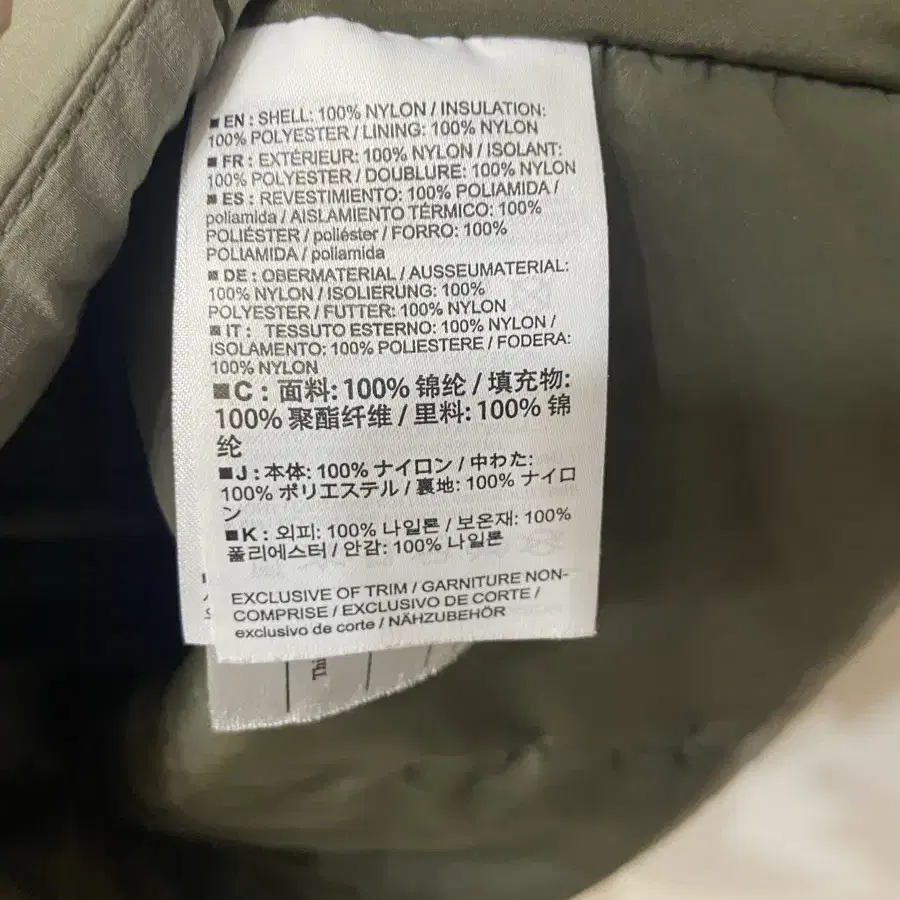 ■ EN : SHELL: 100% NYLON / INSULATION:
100% POLYESTER / LINING: 100% NYLON
■ FR : EXTÉRIEUR: 100% NYLON / ISOLANT:
100% POLYESTER / DOUBLURE: 100% NYLON
■ ES : REVESTIMIENTO: 100% POLIAMIDA /
poliamida / AISLAMIENTO TÉRMICO: 100%
POLIÉSTER / poliéster / FORRO: 100%
POLIAMIDA / poliamida
■ DE : OBERMATERIAL / AUSSEUMATERIAL:
100% NYLON / ISOLIERUNG: 100%
POLYESTER / FUTTER: 100% NYLON
■ IT : TESSUTO ESTERNO: 100% NYLON /
ISOLAMENTO: 100% POLIESTERE / FODERA:
100% NYLON
■C : 面料: 100% 锦纶 / 填充物:
100% 聚酯纤维 / 里料: 100% 锦
纶
■J : 本体: 100% ナイロン / 中わた:
100% ポリエステル / 裏地: 100% ナイロ
ン
■K : 외피: 100% 나일론 / 보온재: 100%
폴리에스터 / 안감: 100% 나일론
EXCLUSIVE OF TRIM / GARNITURE NON-
COMPRISE / EXCLUSIVO DE CORTE /
exclusivo de corte / NÄHZUBEHÖR